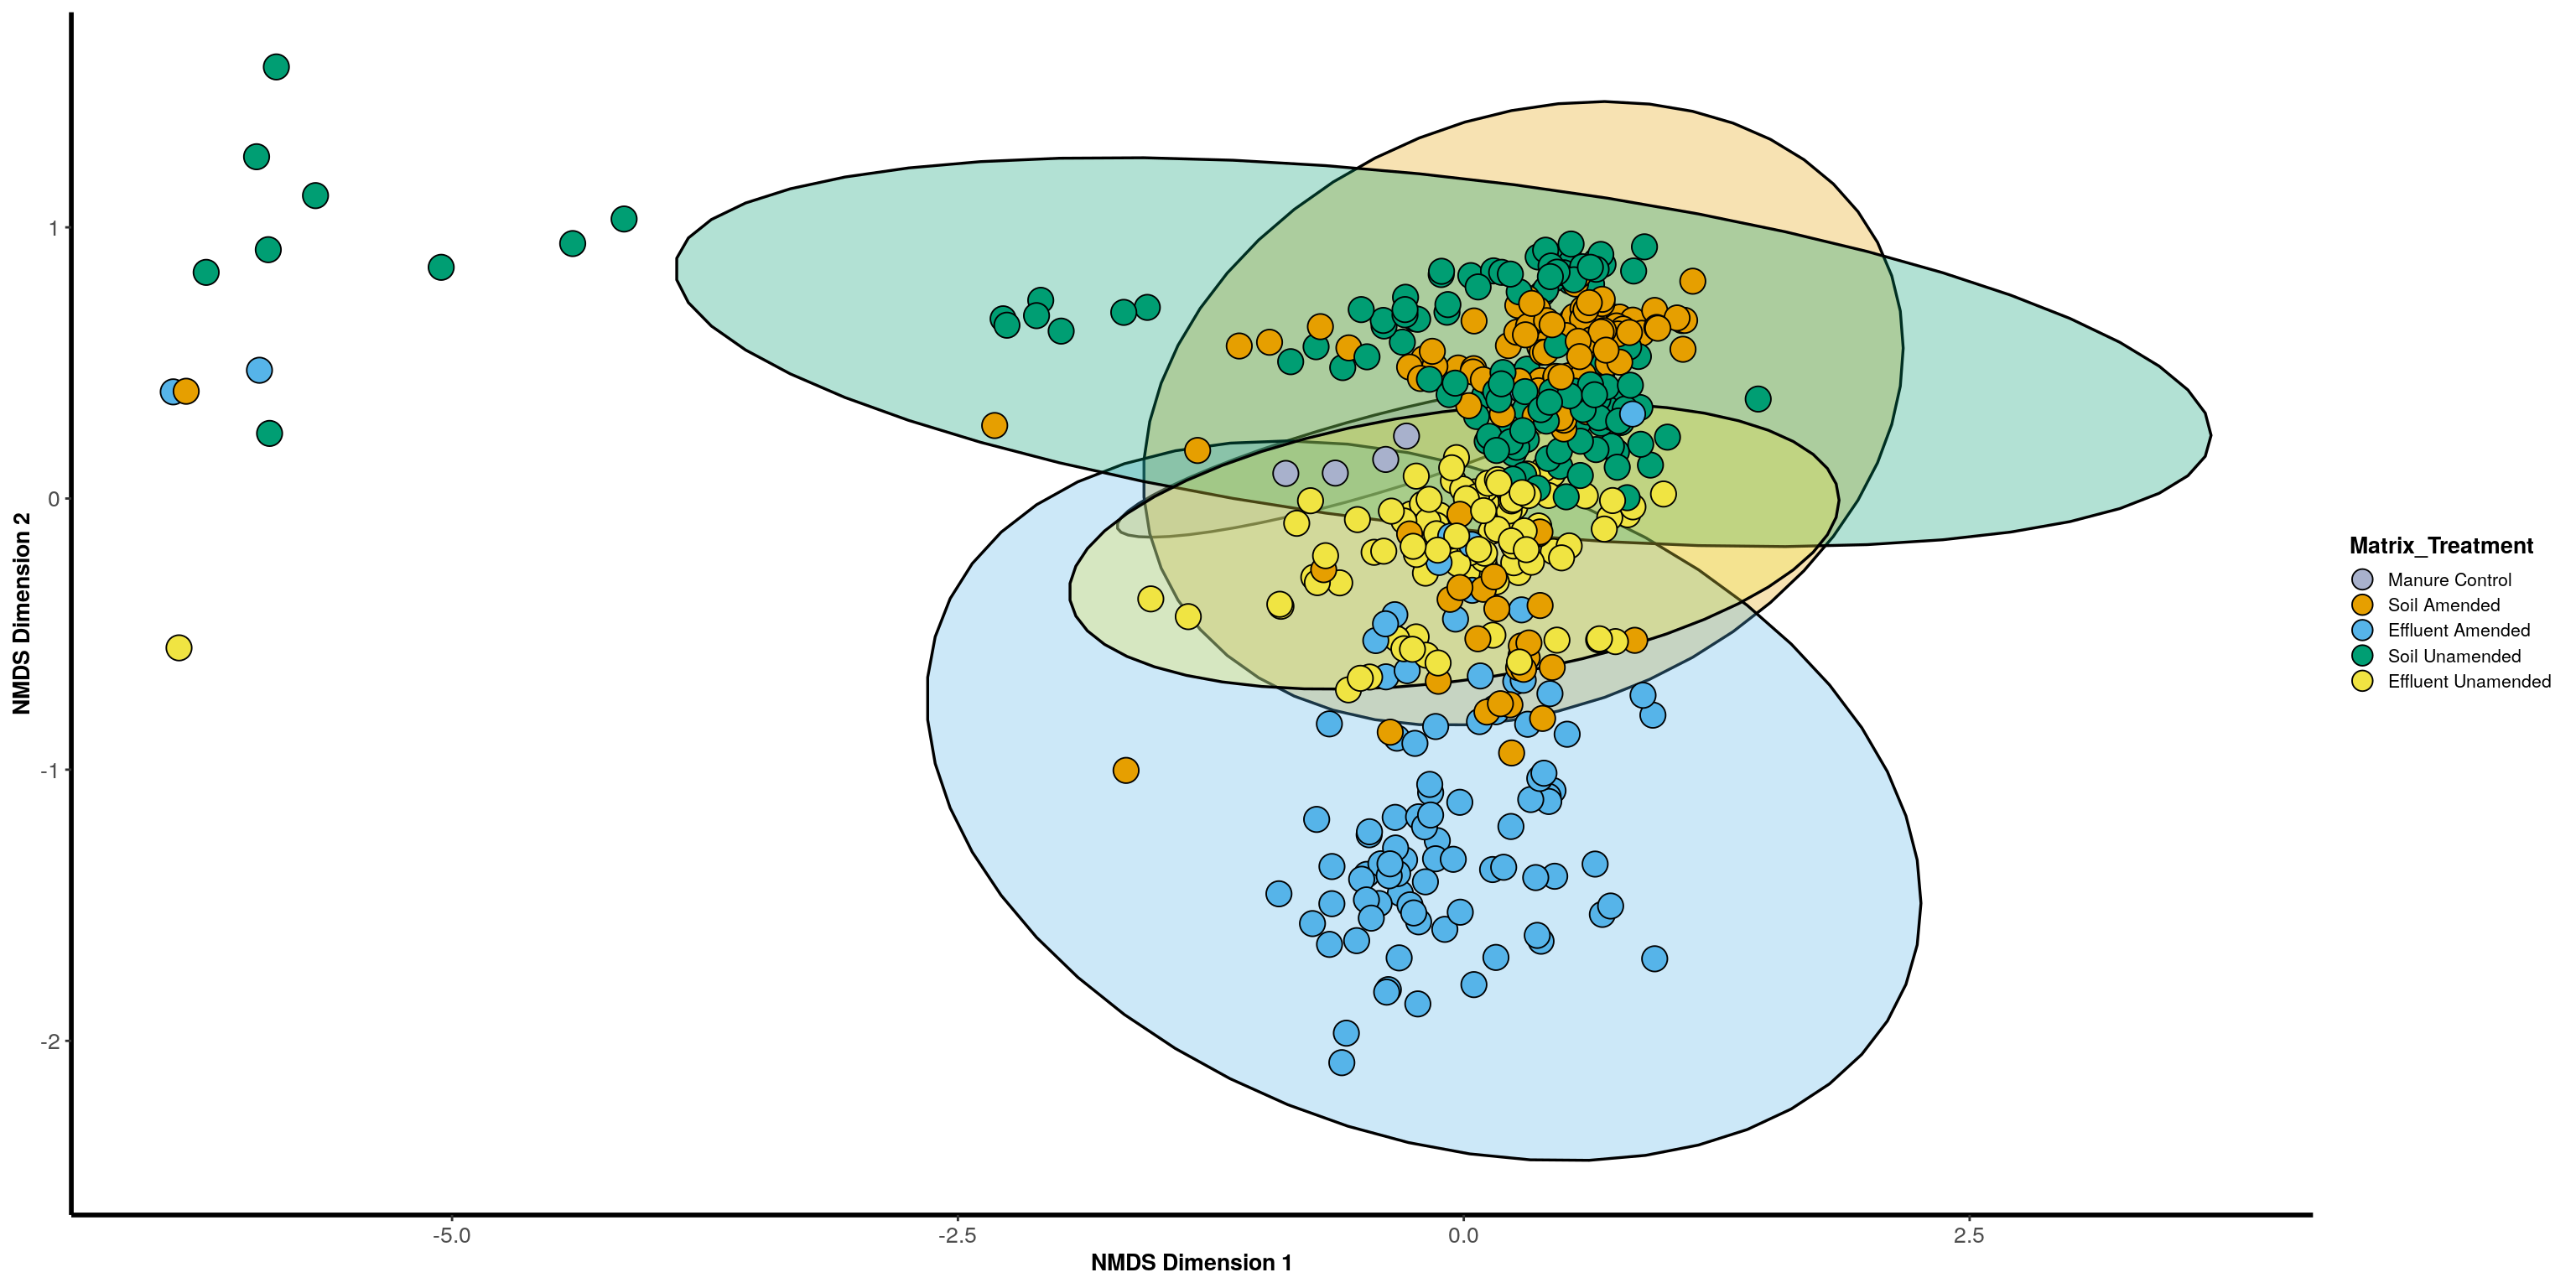 1
0
-1
-2
NMDS Dimension 2
-5.0
-2.5
0.0
2.5
NMDS Dimension 1
Matrix_Treatment
Manure Control
Soil Amended
Effluent Amended
Soil Unamended
Effluent Unamended